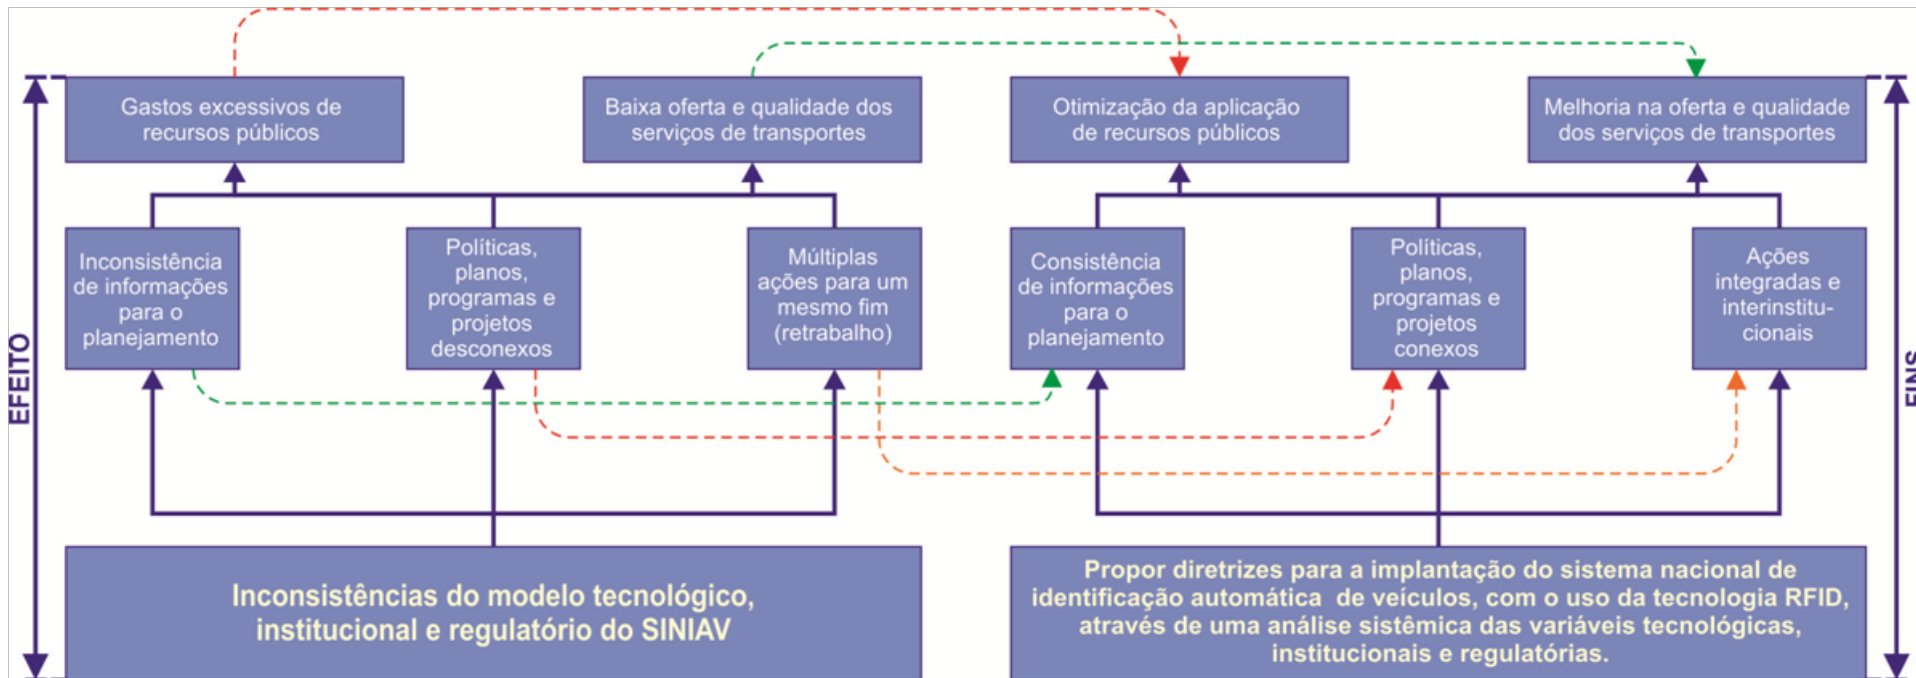 Gastos excessivos de
recursos públicos
Baixa oferta e qualidade dos
serviços de transportes
Otimização da aplicação
de recursos públicos
Melhoria na oferta e qualidade
dos serviços de transportes
Inconsistência
de informações
para o
planejamento
Políticas,
planos,
programas e
projetos
desconexos
Múltiplas
ações para um
mesmo fim
(retrabalho)
Consistência
de informações
para o
planejamento
Políticas,
planos,
programas e
projetos
conexos
Ações
integradas e
interinstitu-
cionais
EFEITO
FINS
Inconsistências do modelo tecnológico,
institucional e regulatório do SINIAV
Propor diretrizes para a implantação do sistema nacional de
identificação automática de veículos, com o uso da tecnologia RFID,
através de uma análise sistêmica das variáveis tecnológicas,
institucionais e regulatórias.